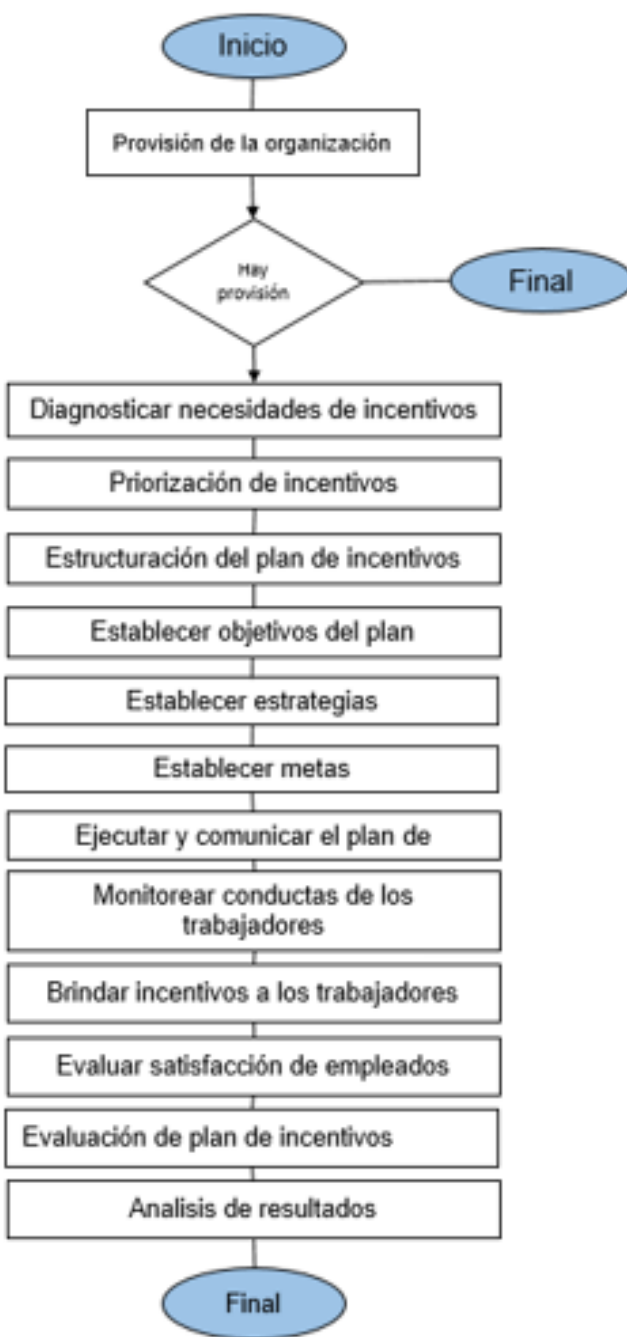 Inicio
Provisión de la organización
Hay
provisión
Final
Diagnosticar necesidades de incentivos
Priorización de incentivos
Estructuración del plan de incentivos
Establecer objetivos del plan
Establecer estrategias
Establecer metas
Ejecutar y comunicar el plan de
Monitorear conductas de los
trabajadores
Brindar incentivos a los trabajadores
Evaluar satisfacción de empleados
Evaluación de plan de incentivos
Analisis de resultados
Final